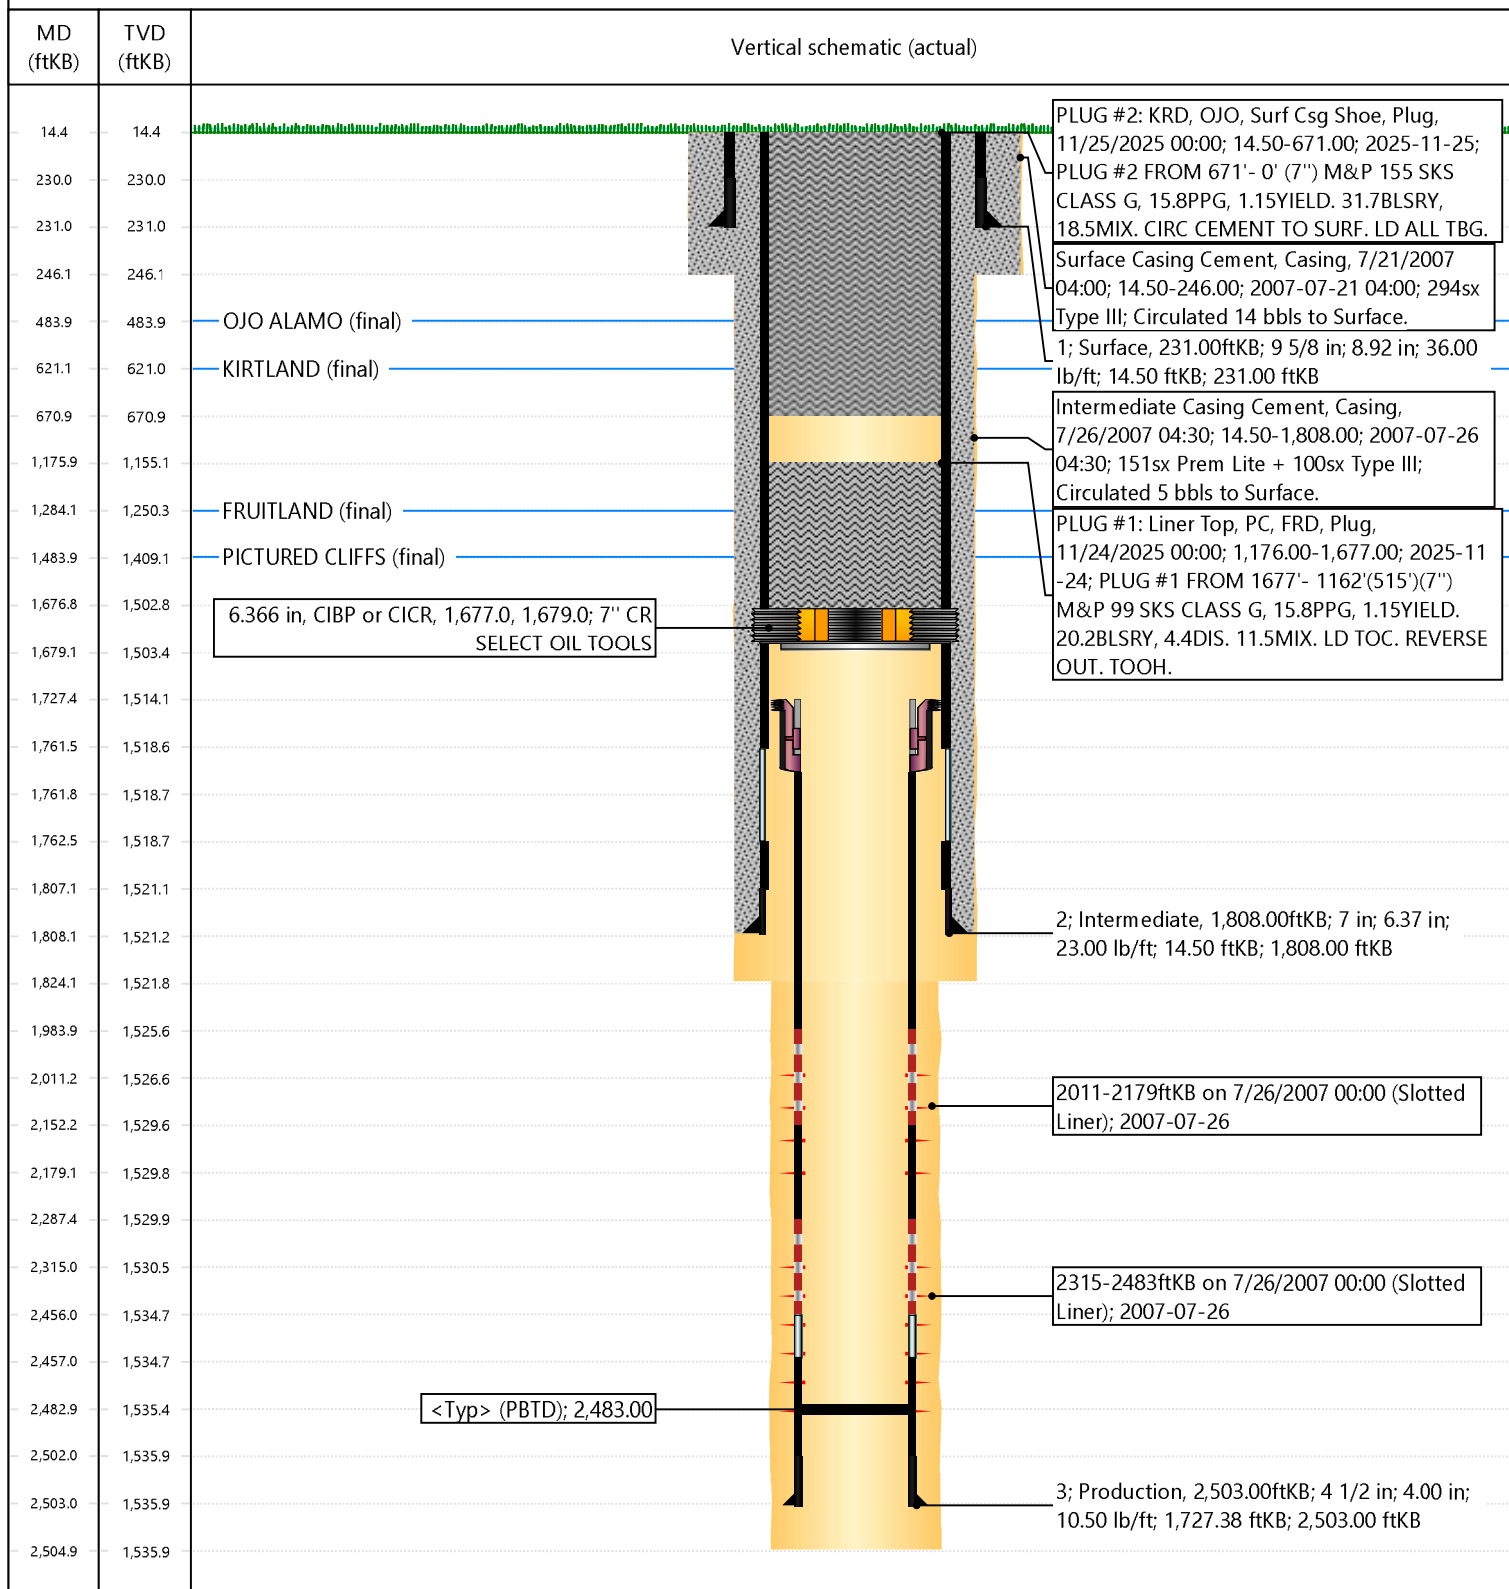 MD
(ftKB)
TVD
(ftKB)
Vertical schematic (actual)
14.4 14.4
230.0 230.0
231.0 231.0
246.1 246.1
483.9 483.9
621.1 621.0
670.9 670.9
1,175.9 1,155.1
1,284.1 1,250.3
1,483.9 1,409.1
1,676.8 1,502.8
1,679.1 1,503.4
1,727.4 1,514.1
1,761.5 1,518.6
1,761.8 1,518.7
1,762.5 1,518.7
1,807.1 1,521.1
1,808.1 1,521.2
1,824.1 1,521.8
1,983.9 1,525.6
2,011.2 1,526.6
2,152.2 1,529.6
2,179.1 1,529.8
2,287.4 1,529.9
2,315.0 1,530.5
2,456.0 1,534.7
2,457.0 1,534.7
2,482.9 1,535.4
2,502.0 1,535.9
2,503.0 1,535.9
2,504.9 1,535.9
OJO ALAMO (final)
KIRTLAND (final)
FRUITLAND (final)
PICTURED CLIFFS (final)
6.366 in, CIBP or CICR, 1,677.0, 1,679.0; 7'' CR
SELECT OIL TOOLS
<Typ> (PBTD); 2,483.00
PLUG #2: KRD, OJO, Surf Csg Shoe, Plug,
11/25/2025 00:00; 14.50-671.00; 2025-11-25;
PLUG #2 FROM 671'- 0' (7'') M&P 155 SKS
CLASS G, 15.8PPG, 1.15YIELD. 31.7BLSRY,
18.5MIX. CIRC CEMENT TO SURF. LD ALL TBG.
Surface Casing Cement, Casing, 7/21/2007
04:00; 14.50-246.00; 2007-07-21 04:00; 294sx
Type III; Circulated 14 bbls to Surface.
1; Surface, 231.00ftKB; 9 5/8 in; 8.92 in; 36.00
lb/ft; 14.50 ftKB; 231.00 ftKB
Intermediate Casing Cement, Casing,
7/26/2007 04:30; 14.50-1,808.00; 2007-07-26
04:30; 151sx Prem Lite + 100sx Type III;
Circulated 5 bbls to Surface.
PLUG #1: Liner Top, PC, FRD, Plug,
11/24/2025 00:00; 1,176.00-1,677.00; 2025-11
-24; PLUG #1 FROM 1677'- 1162'(515')(7'')
M&P 99 SKS CLASS G, 15.8PPG, 1.15YIELD.
20.2BLSRY, 4.4DIS. 11.5MIX. LD TOC. REVERSE
OUT. TOOH.
2; Intermediate, 1,808.00ftKB; 7 in; 6.37 in;
23.00 lb/ft; 14.50 ftKB; 1,808.00 ftKB
2011-2179ftKB on 7/26/2007 00:00 (Slotted
Liner); 2007-07-26
2315-2483ftKB on 7/26/2007 00:00 (Slotted
Liner); 2007-07-26
3; Production, 2,503.00ftKB; 4 1/2 in; 4.00 in;
10.50 lb/ft; 1,727.38 ftKB; 2,503.00 ftKB